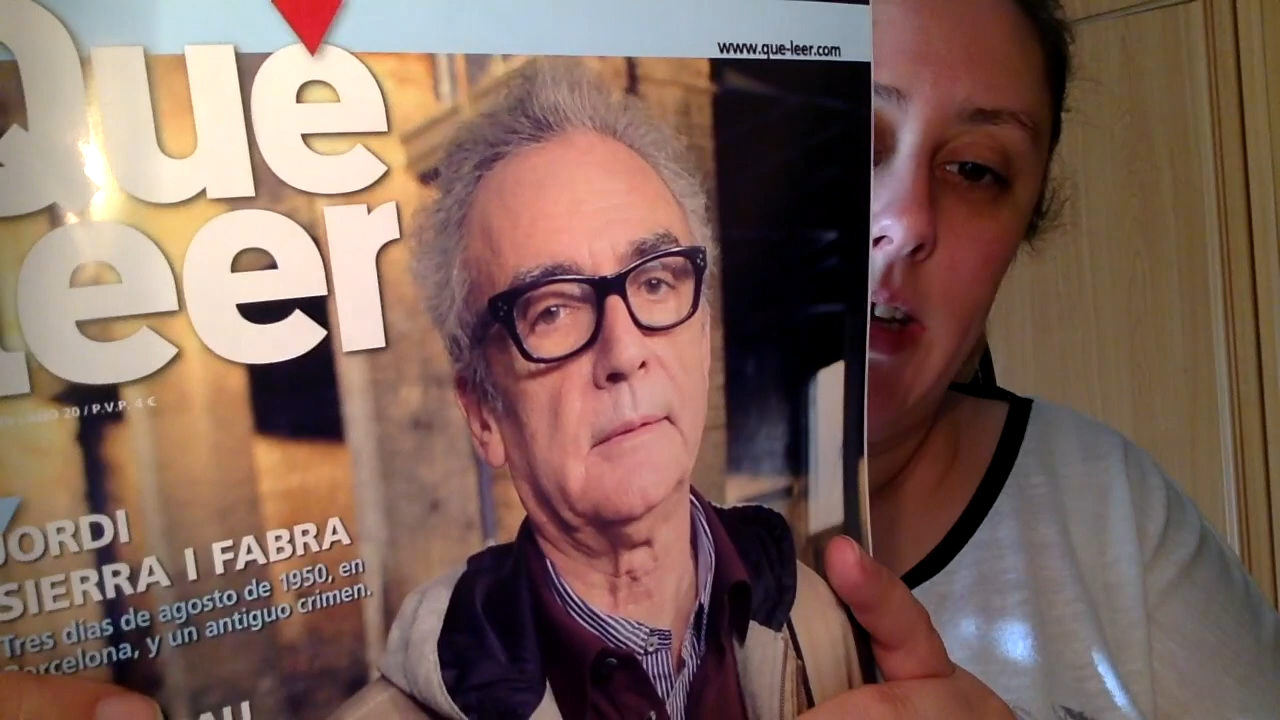 www.que-leer.com
Què
Leer
20 / P.V.P. 4 €
JORDI
SIERRA I FABRA
Tres días de agosto de 1950, en
Barcelona, y un antiguo crimen.